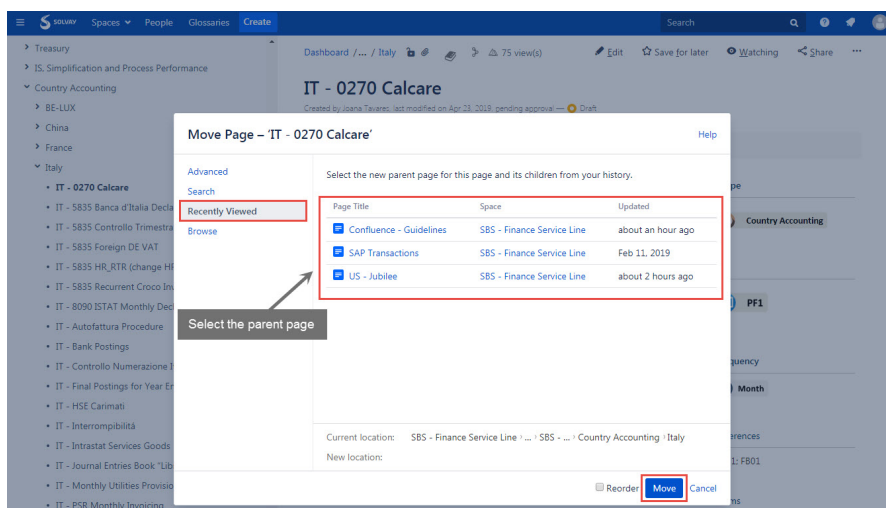 SOLVAY Spaces People Glossaries Create Search
Treasury
IS, Simplification and Process Performance
Country Accounting
BE-LUX
China
France
Italy
IT - 0270 Calcare
IT - 5835 Banca d'Italia Decla
IT - 5835 Controllo Trimestra
IT - 5835 Foreign DE VAT
IT - 5835 HR_RTR (change HR
IT - 5835 Recurrent Croco Inv
IT - 8090 ISTAT Monthly Decl
IT - Autofattura Procedure
IT - Bank Postings
IT - Controllo Numerazione I
IT - Final Postings for Year En
IT - HSE Carimati
IT - Interrompibilitá
IT - Intrastat Services Goods
IT - Journal Entries Book "Lib
IT - Monthly Utilities Provisio
IT - PSR Monthly Invoicing
Dashboard /... / Italy 75 view(s) Edit Save for later Watching Share ...
IT - 0270 Calcare
Created by Joana Tavares, last modified on Apr 23, 2019, pending approval — Draft
Move Page – 'IT - 0270 Calcare' Help
Advanced
Search
Recently Viewed
Browse
Select the new parent page for this page and its children from your history.
Page Title Space Updated
Confluence - Guidelines SBS - Finance Service Line about an hour ago
SAP Transactions SBS - Finance Service Line Feb 11, 2019
US - Jubilee SBS - Finance Service Line about 2 hours ago
Select the parent page
Current location: SBS - Finance Service Line › ... › SBS - ... › Country Accounting › Italy
New location:
Reorder Move Cancel
pe
Country Accounting
PF1
quency
Month
erences
1: FB01
ms